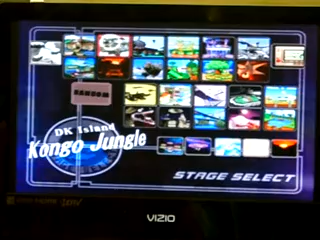 RANDOM
DK Island
Kongo Jungle
STAGE SELECT
VIZIO